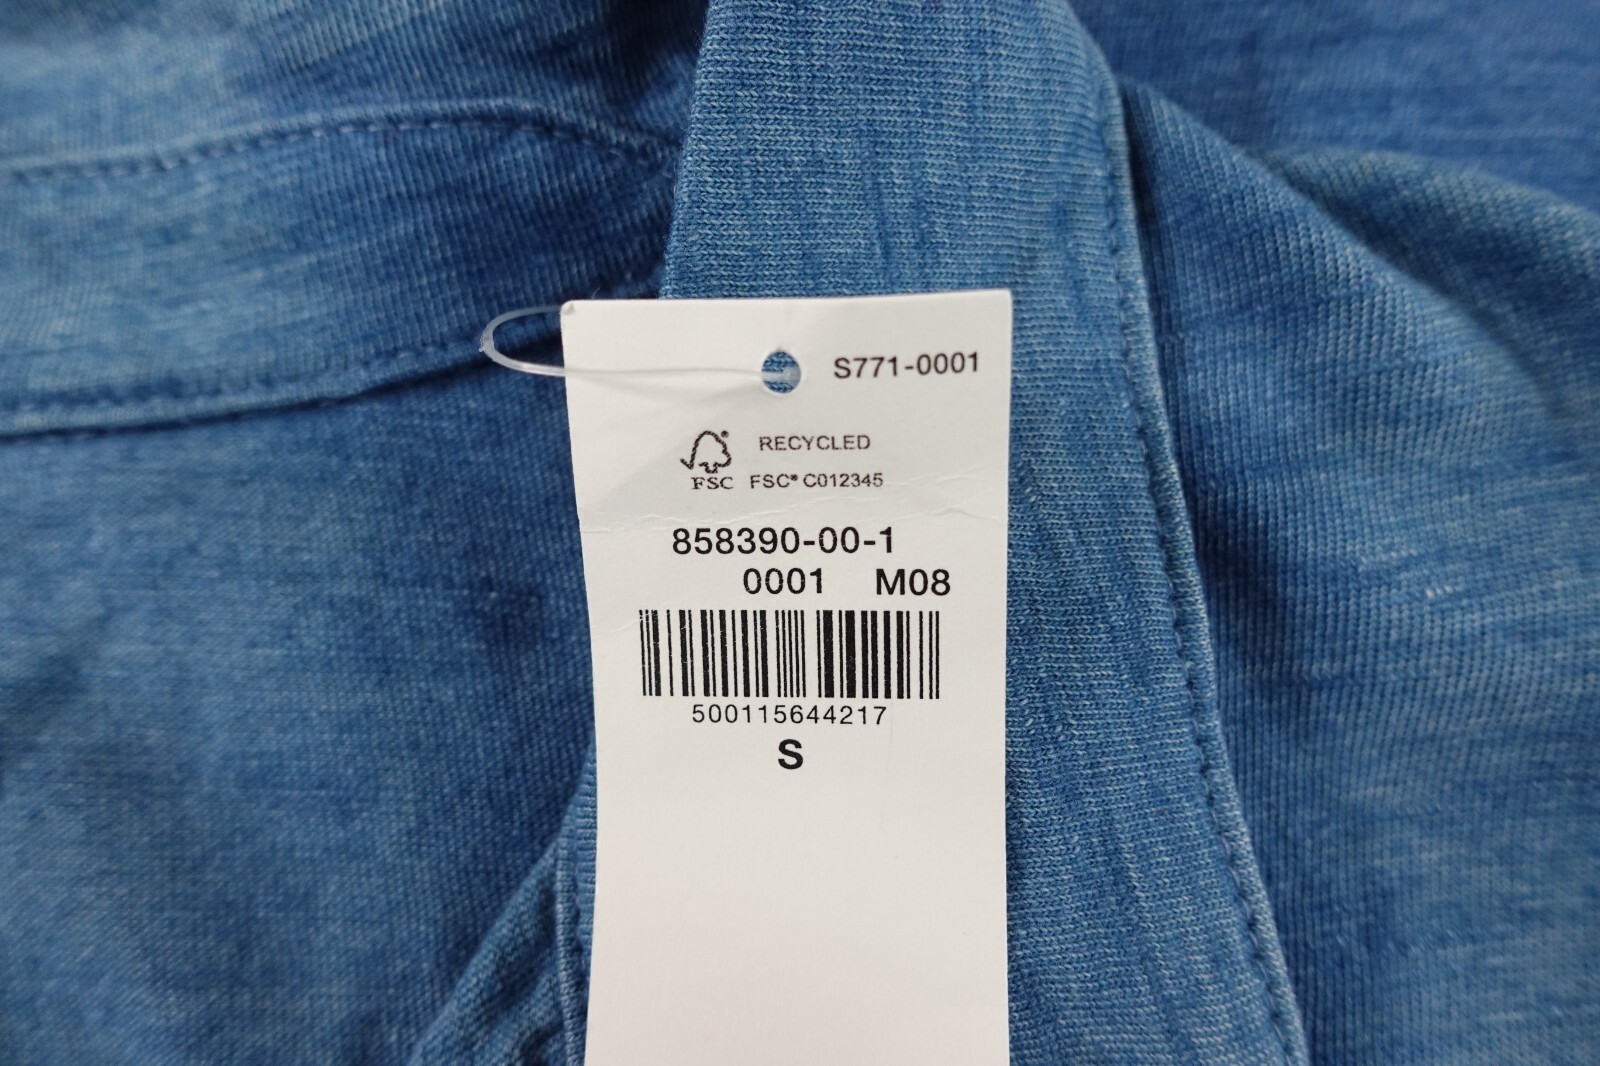 S771-0001
RECYCLED
FSC FSC® C012345
858390-00-1
0001 M08
500115644217
S